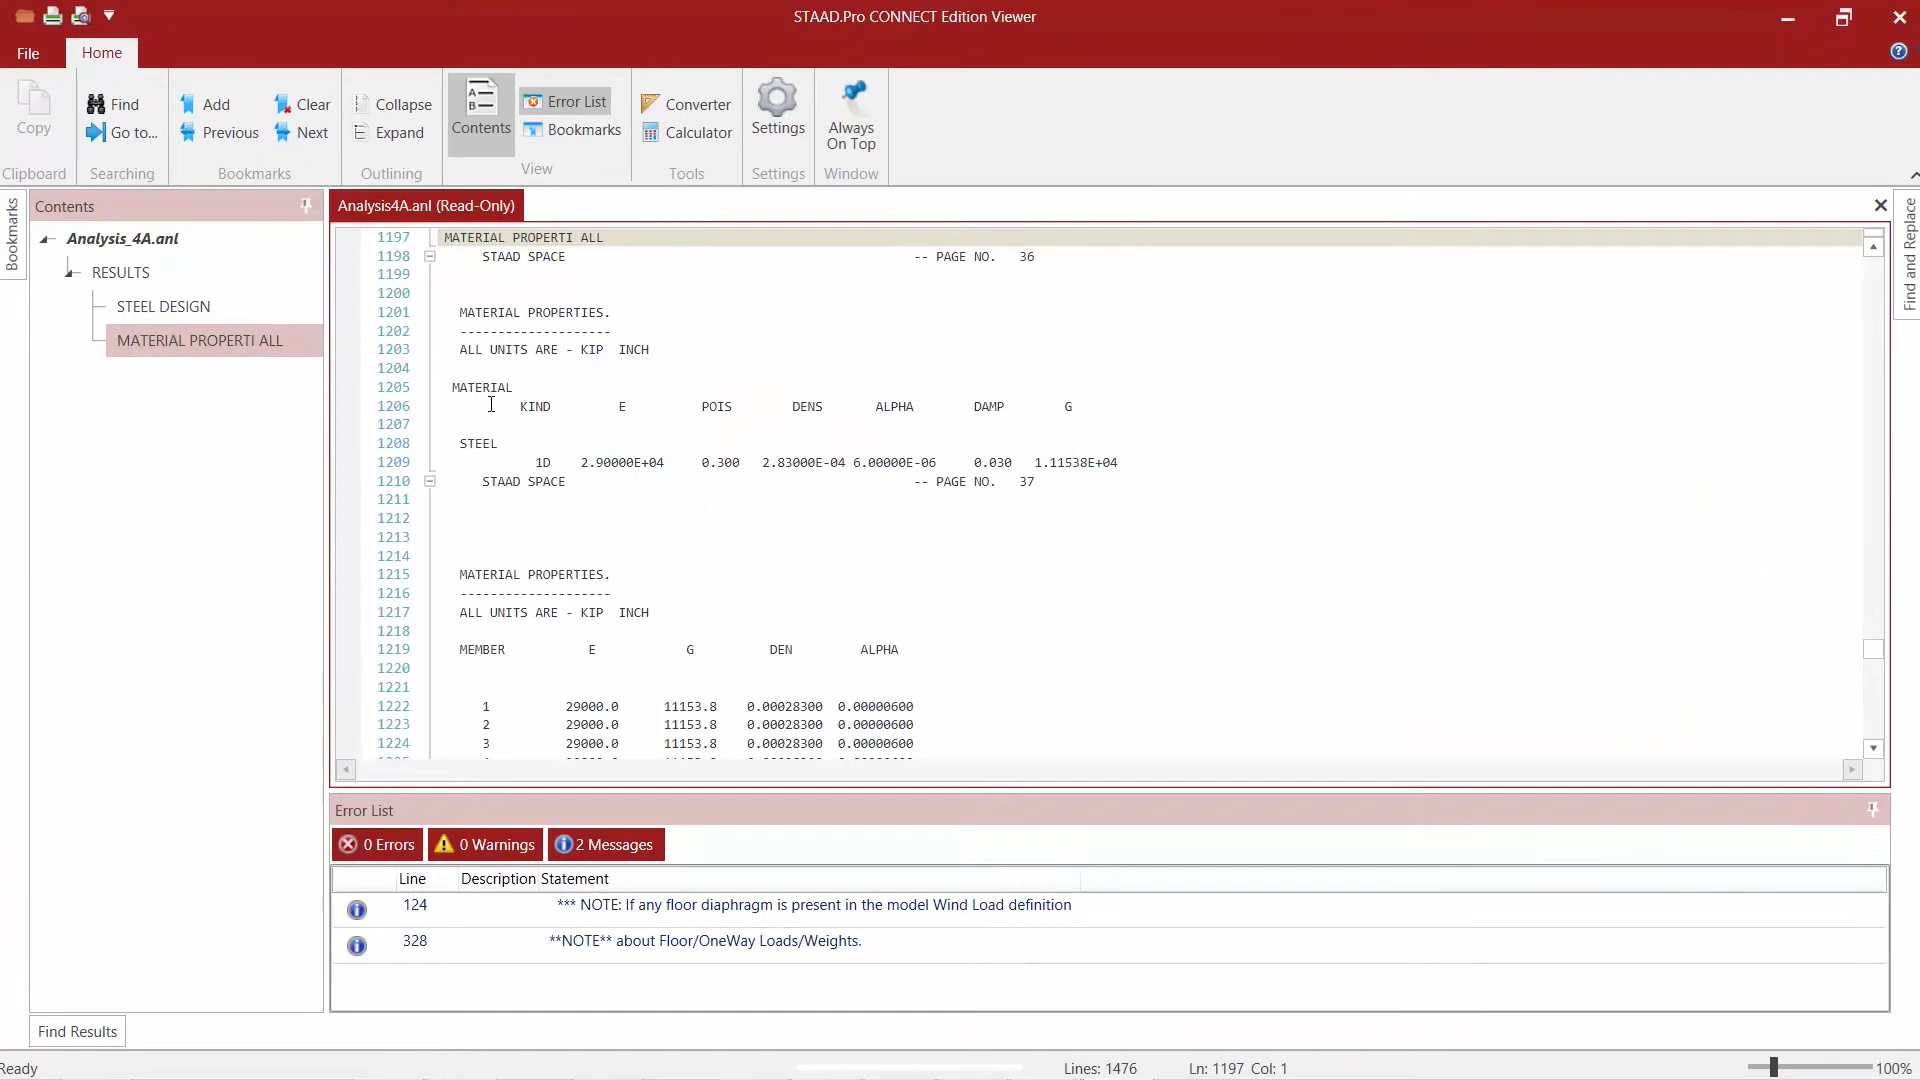 STAAD.Pro CONNECT Edition Viewer
File
Home
Copy
Clipboard
Find
Go to...
Searching
Add
Previous
Clear
Next
Bookmarks
Collapse
Expand
Outlining
Contents
Error List
Bookmarks
View
Converter
Calculator
Tools
Settings
Settings
Always
On Top
Window
Bookmarks
Contents
Analysis_4A.anl
RESULTS
STEEL DESIGN
MATERIAL PROPERTI ALL
Analysis4A.anl (Read-Only)
Find and Replace
1197 MATERIAL PROPERTI ALL
1198 STAAD SPACE -- PAGE NO. 36
1199
1200
1201 MATERIAL PROPERTIES.
1202 --------------------
1203 ALL UNITS ARE - KIP INCH
1204
1205 MATERIAL
1206 KIND E POIS DENS ALPHA DAMP G
1207
1208 STEEL
1209 1D 2.90000E+04 0.300 2.83000E-04 6.00000E-06 0.030 1.11538E+04
1210 STAAD SPACE -- PAGE NO. 37
1211
1212
1213
1214
1215 MATERIAL PROPERTIES.
1216 --------------------
1217 ALL UNITS ARE - KIP INCH
1218
1219 MEMBER E G DEN ALPHA
1220
1221
1222 1 29000.0 11153.8 0.00028300 0.00000600
1223 2 29000.0 11153.8 0.00028300 0.00000600
1224 3 29000.0 11153.8 0.00028300 0.00000600
Error List
0 Errors
0 Warnings
2 Messages
Line Description Statement
124 *** NOTE: If any floor diaphragm is present in the model Wind Load definition
328 **NOTE** about Floor/OneWay Loads/Weights.
Find Results
Ready
Lines: 1476
Ln: 1197 Col: 1
100%